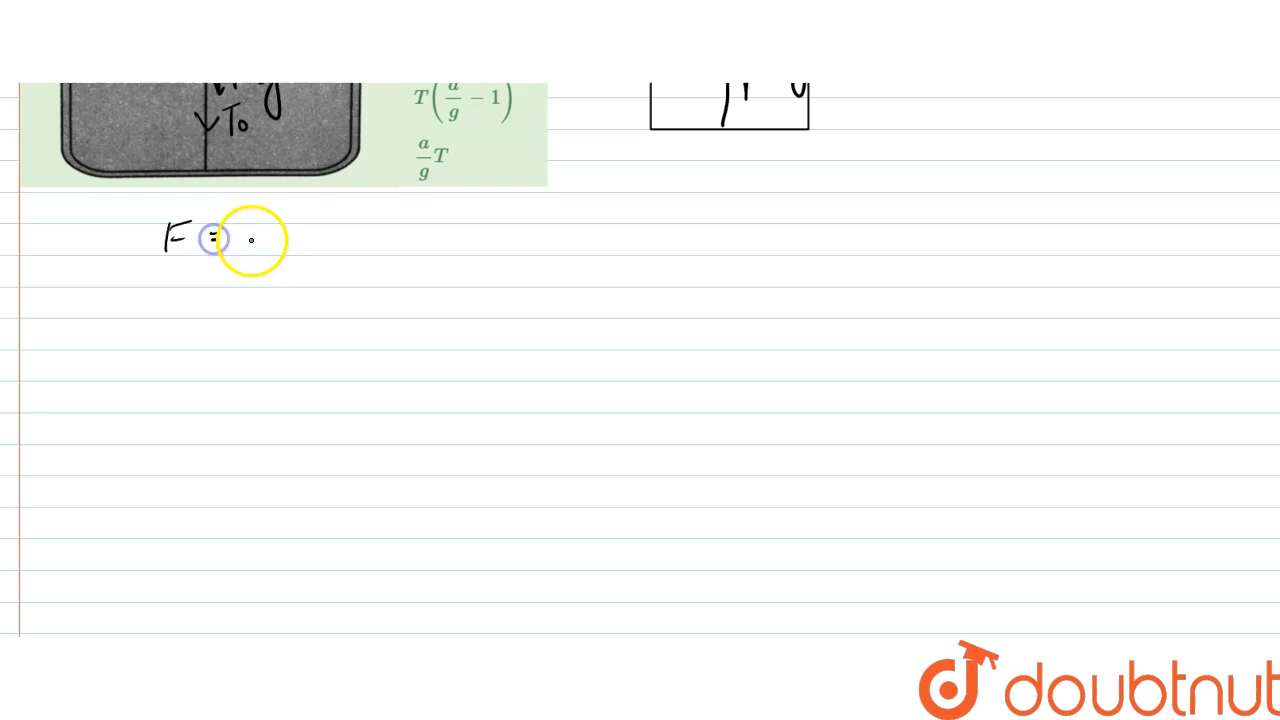 T₀
T(a/g − 1)
a/g T
F =
doubtnut